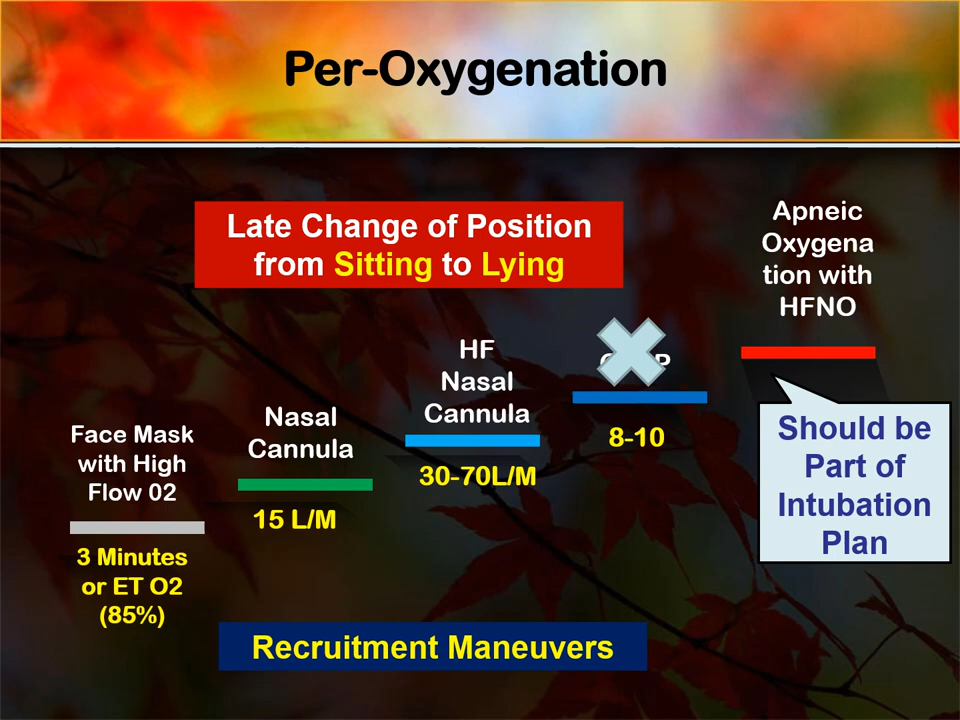 Per-Oxygenation
Late Change of Position
from Sitting to Lying
Apneic
Oxygena
tion with
HFNO
HF
Nasal
Cannula
Nasal
Cannula
Face Mask
with High
Flow 02
8-10
30-70L/M
15 L/M
3 Minutes
or ET O2
(85%)
Should be
Part of
Intubation
Plan
Recruitment Maneuvers